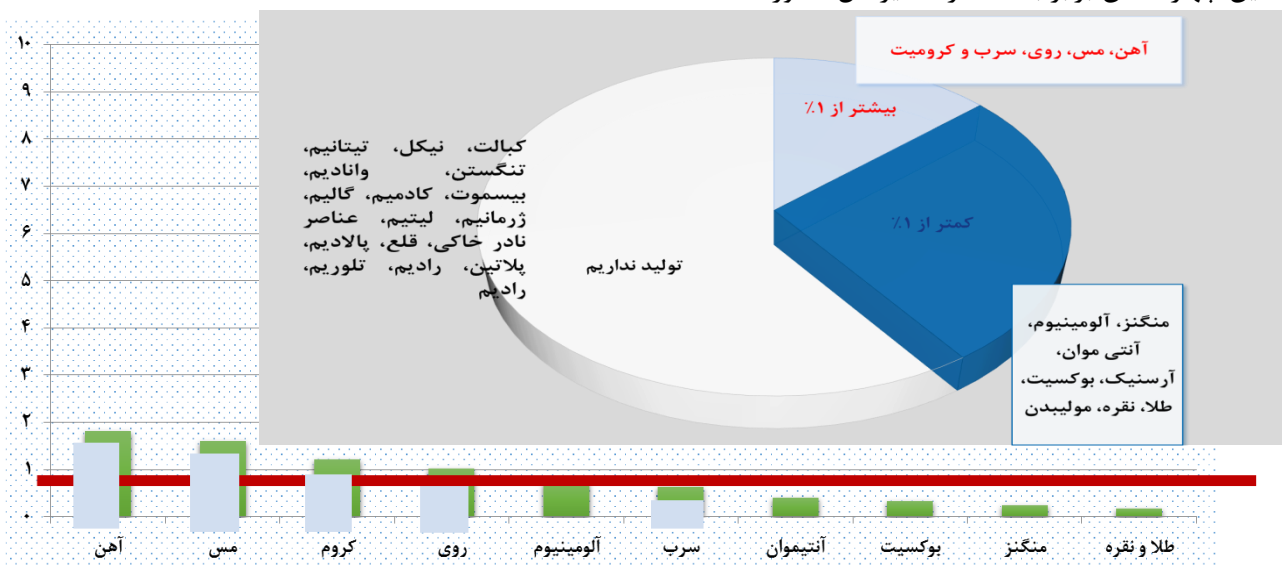 آهن، مس، روی، سرب و کرومیت
بیشتر از ۱٪
کمتر از ۱٪
تولید نداریم
کبالت، نیکل، تیتانیم،
تنگستن، وانادیم،
بیسموت، کادمیم، گالیم،
ژرمانیم، لیتیم، عناصر
نادر خاکی، قلع، پالادیم،
پلاتین، رادیم، تلوریم،
رادیم
منگنز، آلومینیوم،
آنتی موان،
آرسنیک، بوکسیت،
طلا، نقره، مولیبدن
۱۰
۹
۸
۷
۶
۵
۴
۳
۲
۱
۰
آهن مس کروم روی آلومینیوم سرب آنتیموان بوکسیت منگنز طلا و نقره